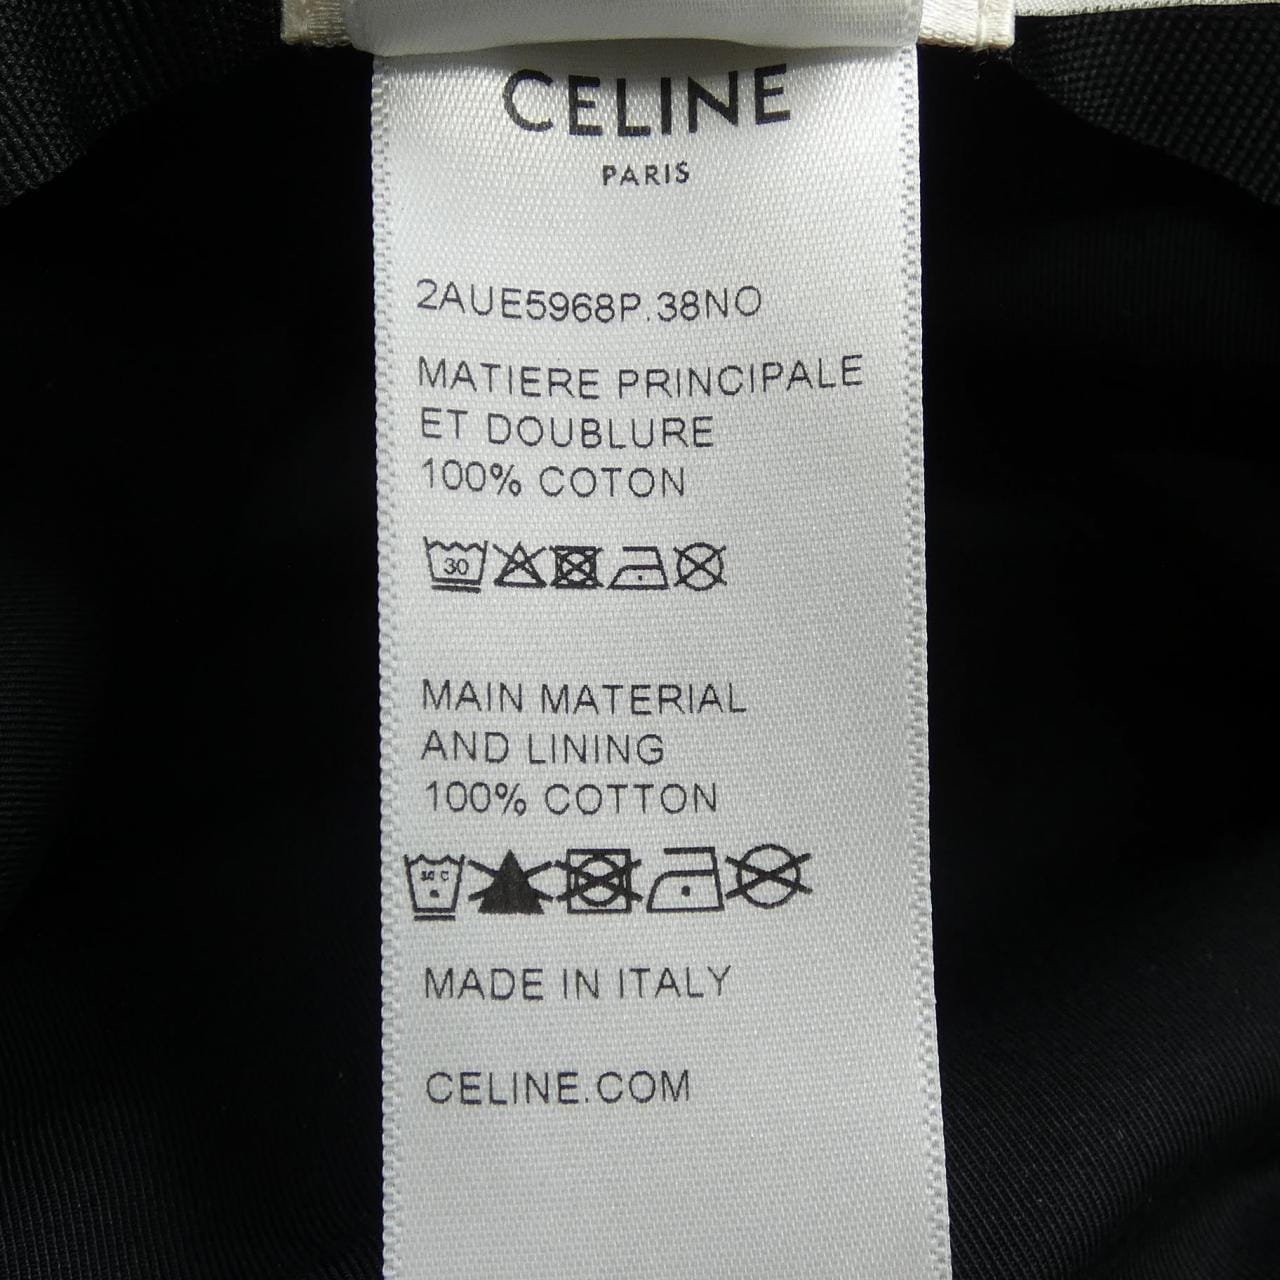 CELINE
PARIS
2AUE5968P.38NO
MATIERE PRINCIPALE
ET DOUBLURE
100% COTON
30
MAIN MATERIAL
AND LINING
100% COTTON
MADE IN ITALY
CELINE.COM